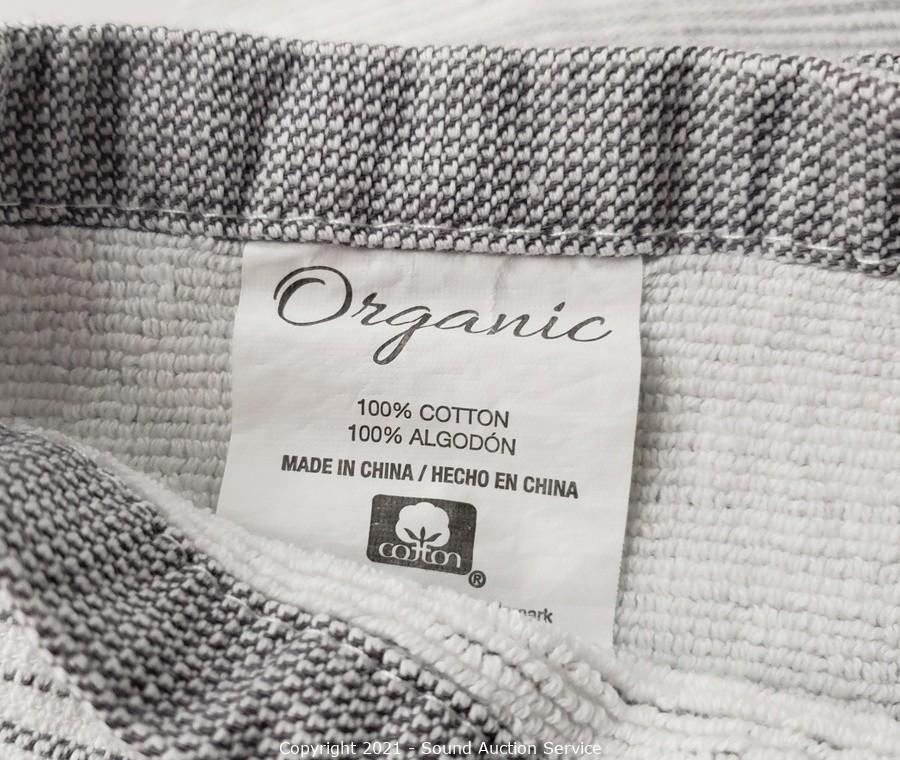 Organic
100% COTTON
100% ALGODÓN
MADE IN CHINA / HECHO EN CHINA
cotton
®
Copyright 2021 - Sound Auction Service